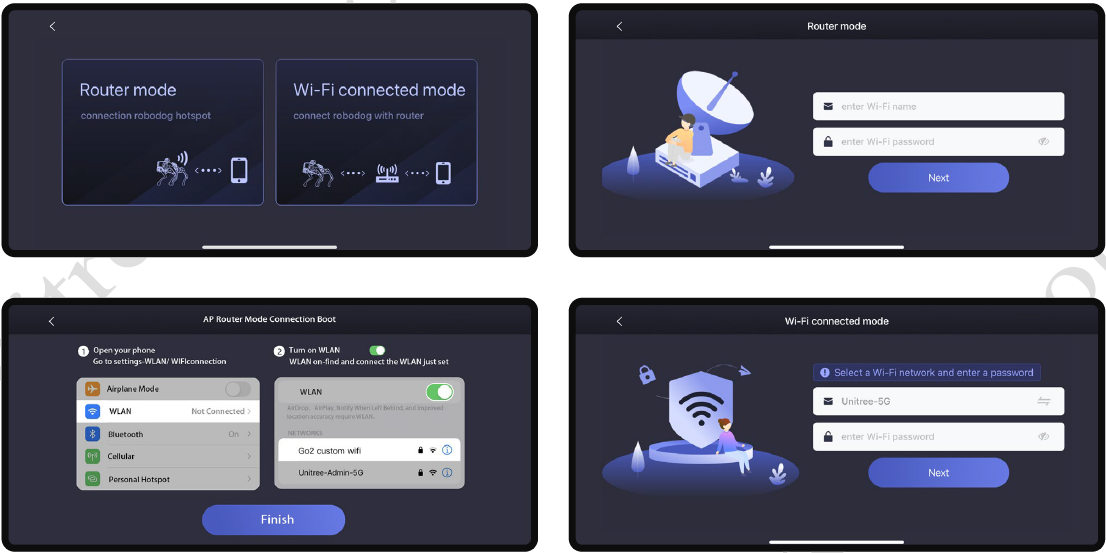 Router mode
connection robodog hotspot
Wi-Fi connected mode
connect robodog with router
Router mode
enter Wi-Fi name
enter Wi-Fi password
Next
AP Router Mode Connection Boot
1 Open your phone
Go to settings-WLAN/ WIFIconnection
Airplane Mode
WLAN Not Connected
Bluetooth On
Cellular
Personal Hotspot
2 Turn on WLAN
WLAN on-find and connect the WLAN just set
WLAN
AirDrop, AirPlay, Notify When Left Behind, and improved
location accuracy require WLAN.
NETWORKS
Go2 custom wifi
Unitree-Admin-5G
Finish
Wi-Fi connected mode
Select a Wi-Fi network and enter a password
Unitree-5G
enter Wi-Fi password
Next